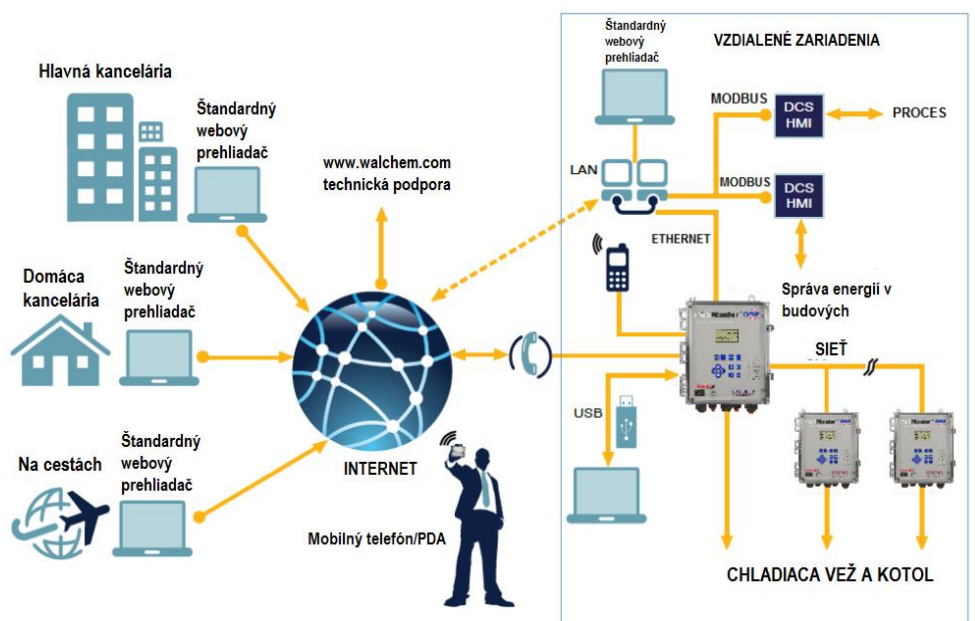 Hlavná kancelária
Štandardný
webový
prehliadač
www.walchem.com
technická podpora
Domáca
kancelária
Štandardný
webový
prehliadač
Na cestách
Štandardný
webový
prehliadač
INTERNET
Mobilný telefón/PDA
Štandardný
webový
prehliadač
VZDIALENÉ ZARIADENIA
LAN
MODBUS
DCS
HMI
PROCES
MODBUS
DCS
HMI
ETHERNET
Správa energií v
budových
SIEŤ
USB
CHLADIACA VEŽ A KOTOL